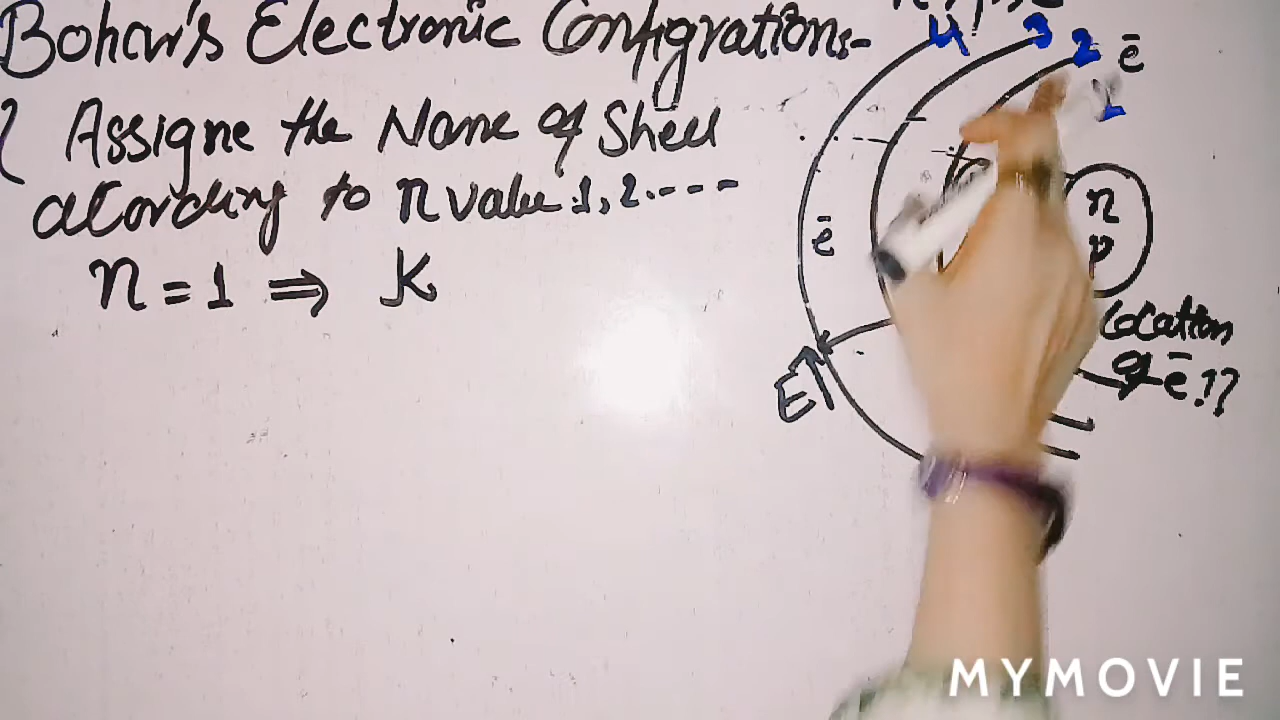 Bohar's Electronic Configrations:-
Assigne the Name of Shell
acording to n value 1, 2.----
n = 1 ⇒ K
4 3 2 ē
n
p
ē
Location
of ē !?
E↑
MYMOVIE